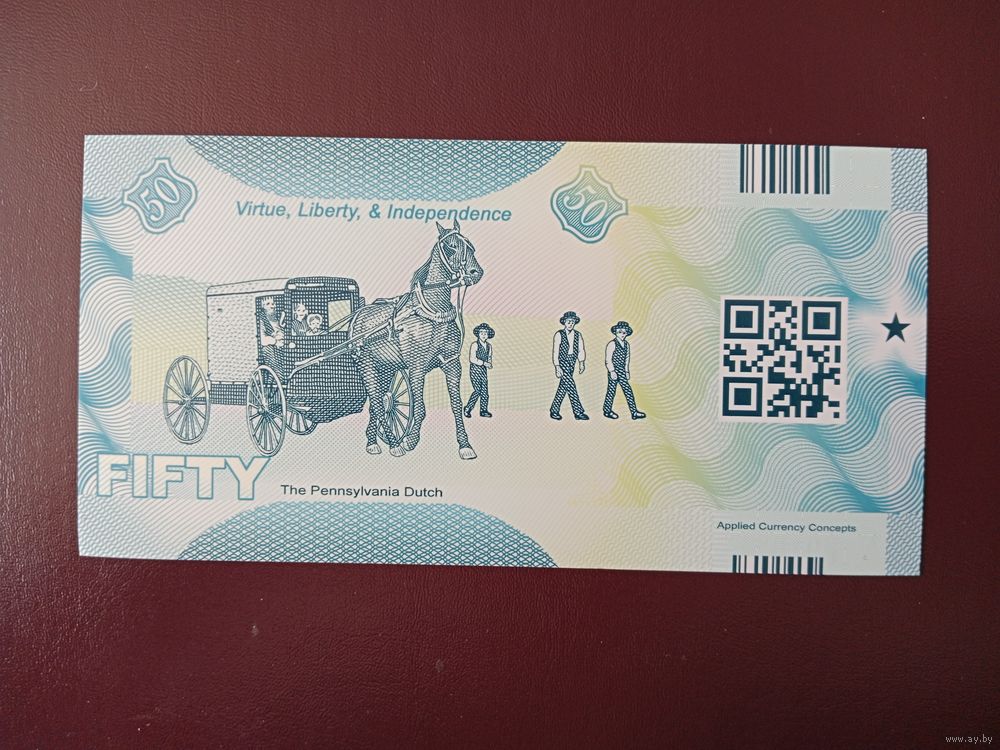 50
50
Virtue, Liberty, & Independence
FIFTY
The Pennsylvania Dutch
Applied Currency Concepts
www.ay.by